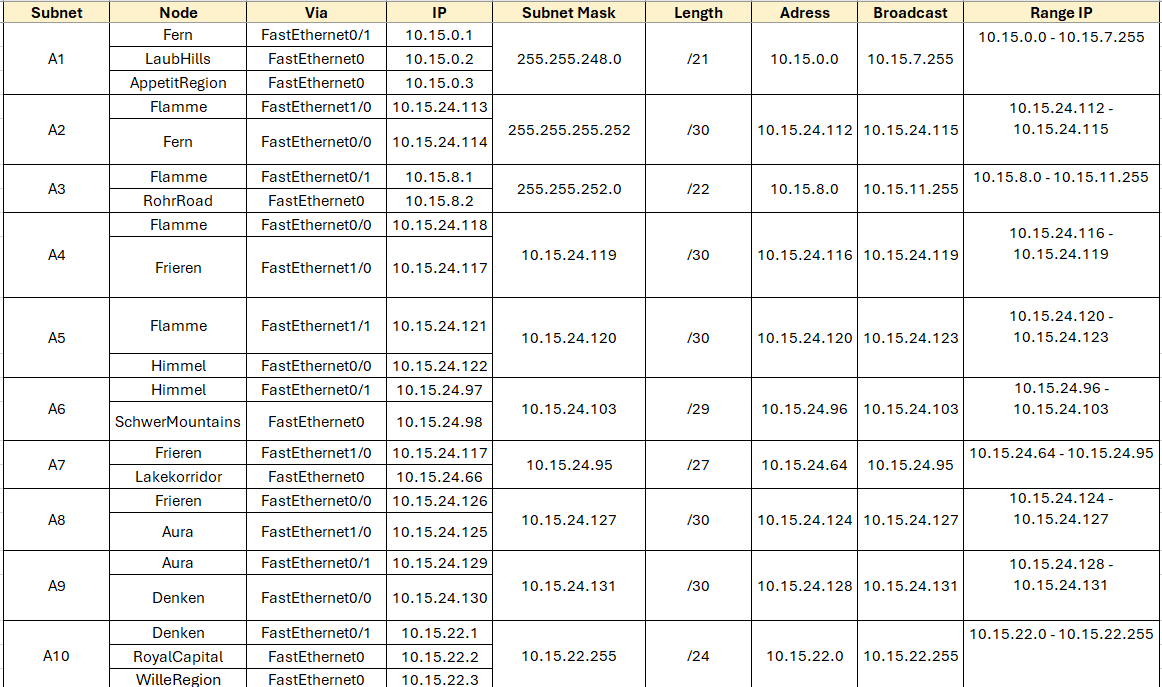 Subnet Node Via IP Subnet Mask Length Adress Broadcast Range IP
A1 Fern FastEthernet0/1 10.15.0.1 255.255.248.0 /21 10.15.0.0 10.15.7.255 10.15.0.0 - 10.15.7.255
LaubHills FastEthernet0 10.15.0.2
AppetitRegion FastEthernet0 10.15.0.3
A2 Flamme FastEthernet1/0 10.15.24.113 255.255.255.252 /30 10.15.24.112 10.15.24.115 10.15.24.112 -
10.15.24.115
Fern FastEthernet0/0 10.15.24.114
A3 Flamme FastEthernet0/1 10.15.8.1 255.255.252.0 /22 10.15.8.0 10.15.11.255 10.15.8.0 - 10.15.11.255
RohrRoad FastEthernet0 10.15.8.2
A4 Flamme FastEthernet0/0 10.15.24.118 10.15.24.119 /30 10.15.24.116 10.15.24.119 10.15.24.116 -
10.15.24.119
Frieren FastEthernet1/0 10.15.24.117
A5 Flamme FastEthernet1/1 10.15.24.121 10.15.24.120 /30 10.15.24.120 10.15.24.123 10.15.24.120 -
10.15.24.123
Himmel FastEthernet0/0 10.15.24.122
A6 Himmel FastEthernet0/1 10.15.24.97 10.15.24.103 /29 10.15.24.96 10.15.24.103 10.15.24.96 -
10.15.24.103
SchwerMountains FastEthernet0 10.15.24.98
A7 Frieren FastEthernet1/0 10.15.24.117 10.15.24.95 /27 10.15.24.64 10.15.24.95 10.15.24.64 - 10.15.24.95
Lakekorridor FastEthernet0 10.15.24.66
A8 Frieren FastEthernet0/0 10.15.24.126 10.15.24.127 /30 10.15.24.124 10.15.24.127 10.15.24.124 -
10.15.24.127
Aura FastEthernet1/0 10.15.24.125
A9 Aura FastEthernet0/1 10.15.24.129 10.15.24.131 /30 10.15.24.128 10.15.24.131 10.15.24.128 -
10.15.24.131
Denken FastEthernet0/0 10.15.24.130
A10 Denken FastEthernet0/1 10.15.22.1 10.15.22.255 /24 10.15.22.0 10.15.22.255 10.15.22.0 - 10.15.22.255
RoyalCapital FastEthernet0 10.15.22.2
WilleRegion FastEthernet0 10.15.22.3